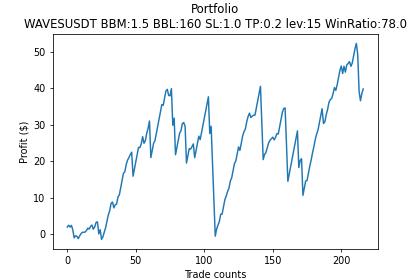 Portfolio
WAVESUSDT BBM:1.5 BBL:160 SL:1.0 TP:0.2 lev:15 WinRatio:78.0
50
40
30
20
10
0
Profit ($)
0 50 100 150 200
Trade counts